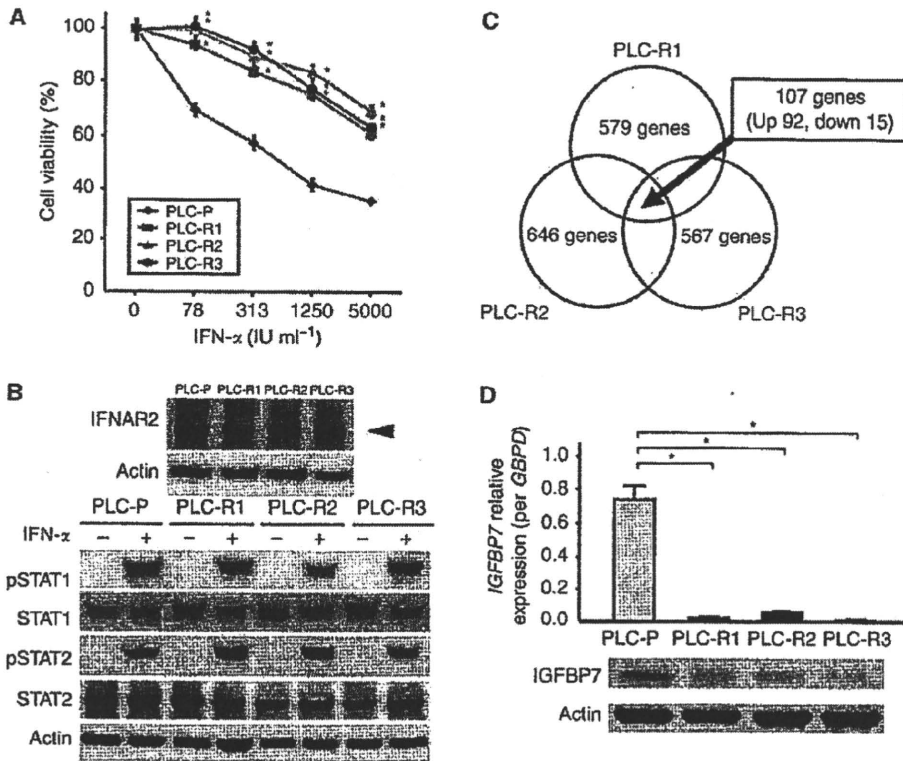 A
Cell viability (%)
100
80
60
40
20
0
PLC-P
PLC-R1
PLC-R2
PLC-R3
0 78 313 1250 5000
IFN-α (IU ml⁻¹)
C
PLC-R1
579 genes
107 genes
(Up 92, down 15)
646 genes
567 genes
PLC-R2
PLC-R3
B
PLC-P PLC-R1 PLC-R2 PLC-R3
IFNAR2
Actin
PLC-P PLC-R1 PLC-R2 PLC-R3
IFN-α − + − + − + − +
pSTAT1
STAT1
pSTAT2
STAT2
Actin
D
IGFBP7 relative
expression (per GBPD)
1.0
0.8
0.6
0.4
0.2
0.0
* * *
PLC-P PLC-R1 PLC-R2 PLC-R3
IGFBP7
Actin